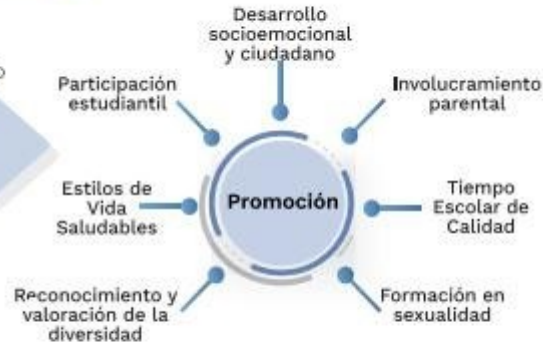 Desarrollo
socioemocional
y ciudadano
Participación
estudiantil
Involucramiento
parental
Estilos de
Vida
Saludables
Promoción
Tiempo
Escolar de
Calidad
Reconocimiento y
valoración de la
diversidad
Formación en
sexualidad